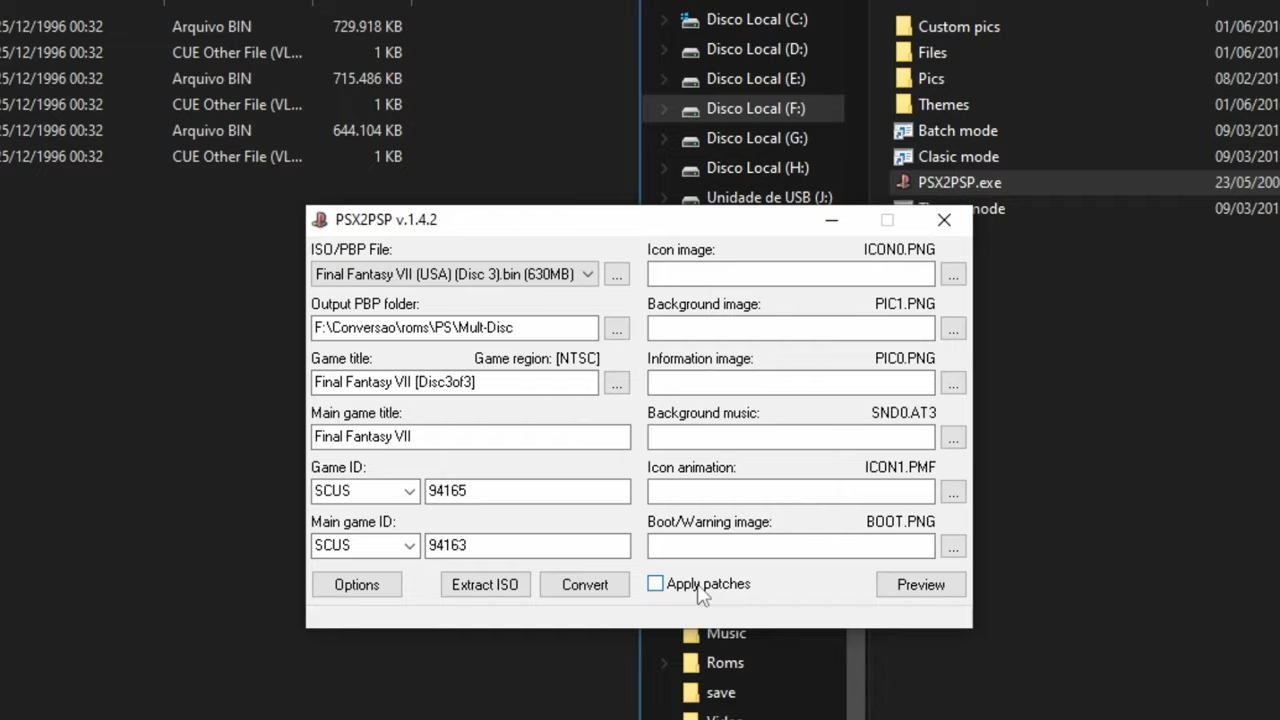 25/12/1996 00:32 Arquivo BIN 729.918 KB
25/12/1996 00:32 CUE Other File (VL... 1 KB
25/12/1996 00:32 Arquivo BIN 715.486 KB
25/12/1996 00:32 CUE Other File (VL... 1 KB
25/12/1996 00:32 Arquivo BIN 644.104 KB
25/12/1996 00:32 CUE Other File (VL... 1 KB
Disco Local (C:)
Disco Local (D:)
Disco Local (E:)
Disco Local (F:)
Disco Local (G:)
Disco Local (H:)
Unidade de USB (J:)
Custom pics 01/06/201
Files 01/06/201
Pics 08/02/201
Themes 01/06/201
Batch mode 09/03/201
Clasic mode 09/03/201
PSX2PSP.exe 23/05/200
mode 09/03/201
PSX2PSP v.1.4.2
ISO/PBP File:
Final Fantasy VII (USA) (Disc 3).bin (630MB)
...
Output PBP folder:
F:\Conversao\roms\PS\Mult-Disc
...
Game title: Game region: [NTSC]
Final Fantasy VII [Disc3of3]
...
Main game title:
Final Fantasy VII
Game ID:
SCUS 94165
Main game ID:
SCUS 94163
Options Extract ISO Convert
Icon image: ICON0.PNG
...
Background image: PIC1.PNG
...
Information image: PIC0.PNG
...
Background music: SND0.AT3
...
Icon animation: ICON1.PMF
...
Boot/Warning image: BOOT.PNG
...
Apply patches Preview
Music
Roms
save